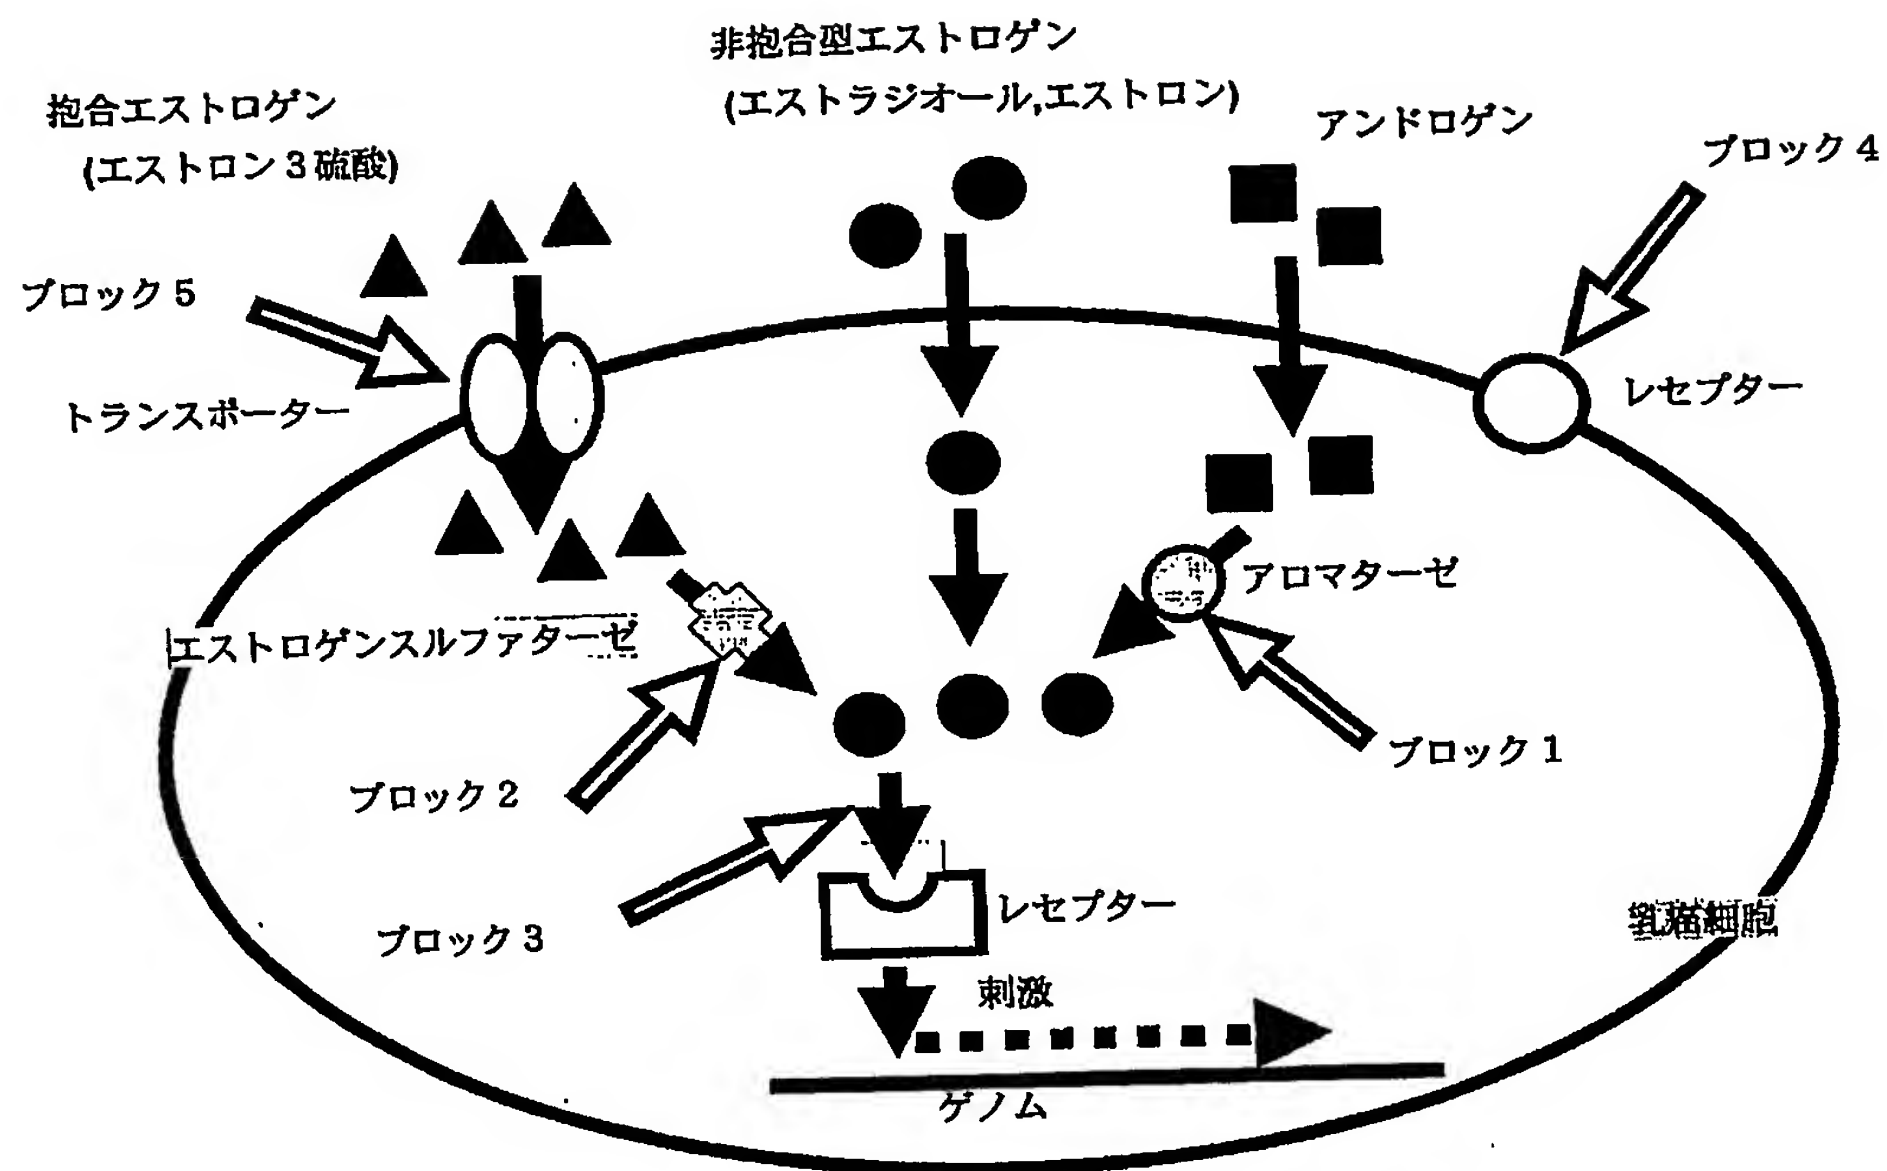 非抱合型エストロゲン
(エストラジオール,エストロン)
抱合エストロゲン
(エストロン3硫酸)
アンドロゲン
ブロック4
ブロック5
トランスポーター
レセプター
アロマターゼ
エストロゲンスルファターゼ
ブロック1
ブロック2
ブロック3
レセプター
乳癌細胞
刺激
ゲノム